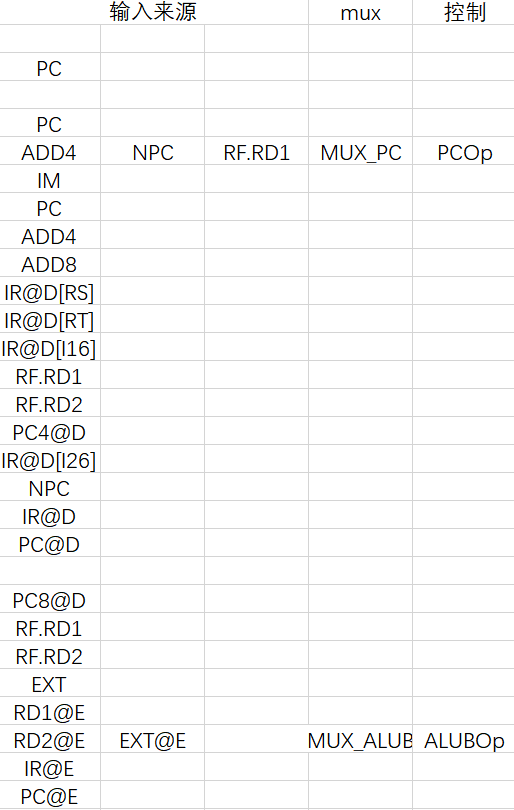 输入来源 mux 控制
PC
PC
ADD4 NPC RF.RD1 MUX_PC PCOp
IM
PC
ADD4
ADD8
IR@D[RS]
IR@D[RT]
IR@D[I16]
RF.RD1
RF.RD2
PC4@D
IR@D[I26]
NPC
IR@D
PC@D
PC8@D
RF.RD1
RF.RD2
EXT
RD1@E
RD2@E EXT@E MUX_ALUB ALUBOp
IR@E
PC@E